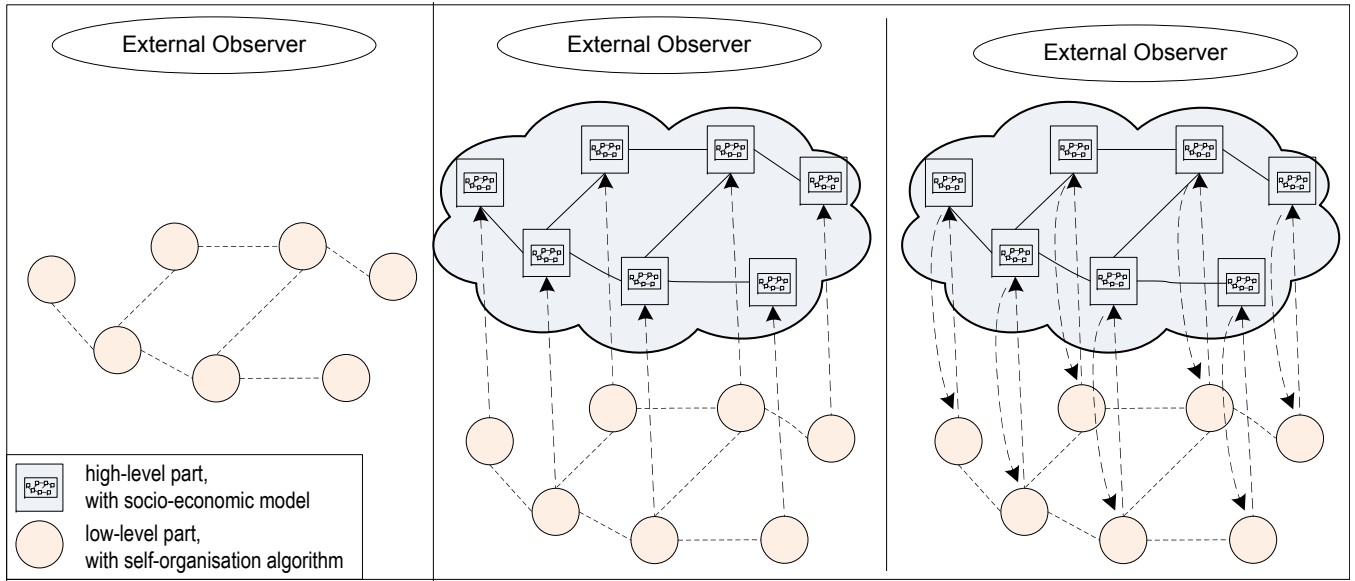 External Observer
External Observer
External Observer
high-level part,
with socio-economic model
low-level part,
with self-organisation algorithm